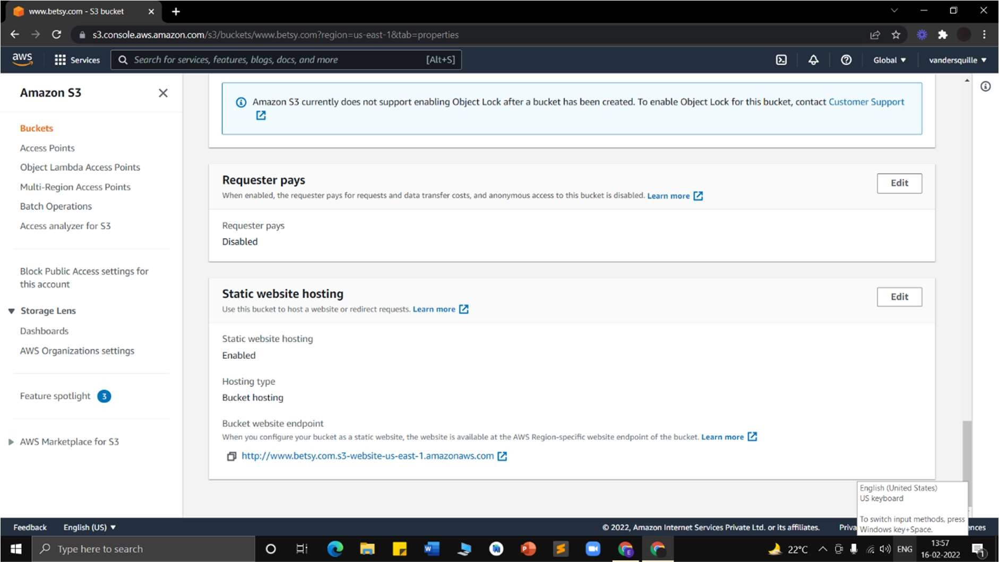 www.betsy.com - S3 bucket
s3.console.aws.amazon.com/s3/buckets/www.betsy.com?region=us-east-1&tab=properties
aws
Services
Search for services, features, blogs, docs, and more
[Alt+S]
Global
vandersquille
Amazon S3
Buckets
Access Points
Object Lambda Access Points
Multi-Region Access Points
Batch Operations
Access analyzer for S3
Block Public Access settings for
this account
Storage Lens
Dashboards
AWS Organizations settings
Feature spotlight 3
AWS Marketplace for S3
Amazon S3 currently does not support enabling Object Lock after a bucket has been created. To enable Object Lock for this bucket, contact Customer Support
Requester pays
Edit
When enabled, the requester pays for requests and data transfer costs, and anonymous access to this bucket is disabled. Learn more
Requester pays
Disabled
Static website hosting
Edit
Use this bucket to host a website or redirect requests. Learn more
Static website hosting
Enabled
Hosting type
Bucket hosting
Bucket website endpoint
When you configure your bucket as a static website, the website is available at the AWS Region-specific website endpoint of the bucket. Learn more
http://www.betsy.com.s3-website-us-east-1.amazonaws.com
English (United States)
US keyboard
To switch input methods, press
Windows key+Space.
Feedback
English (US)
© 2022, Amazon Internet Services Private Ltd. or its affiliates.
Priva
ences
Type here to search
22°C
ENG
13:57
16-02-2022
1